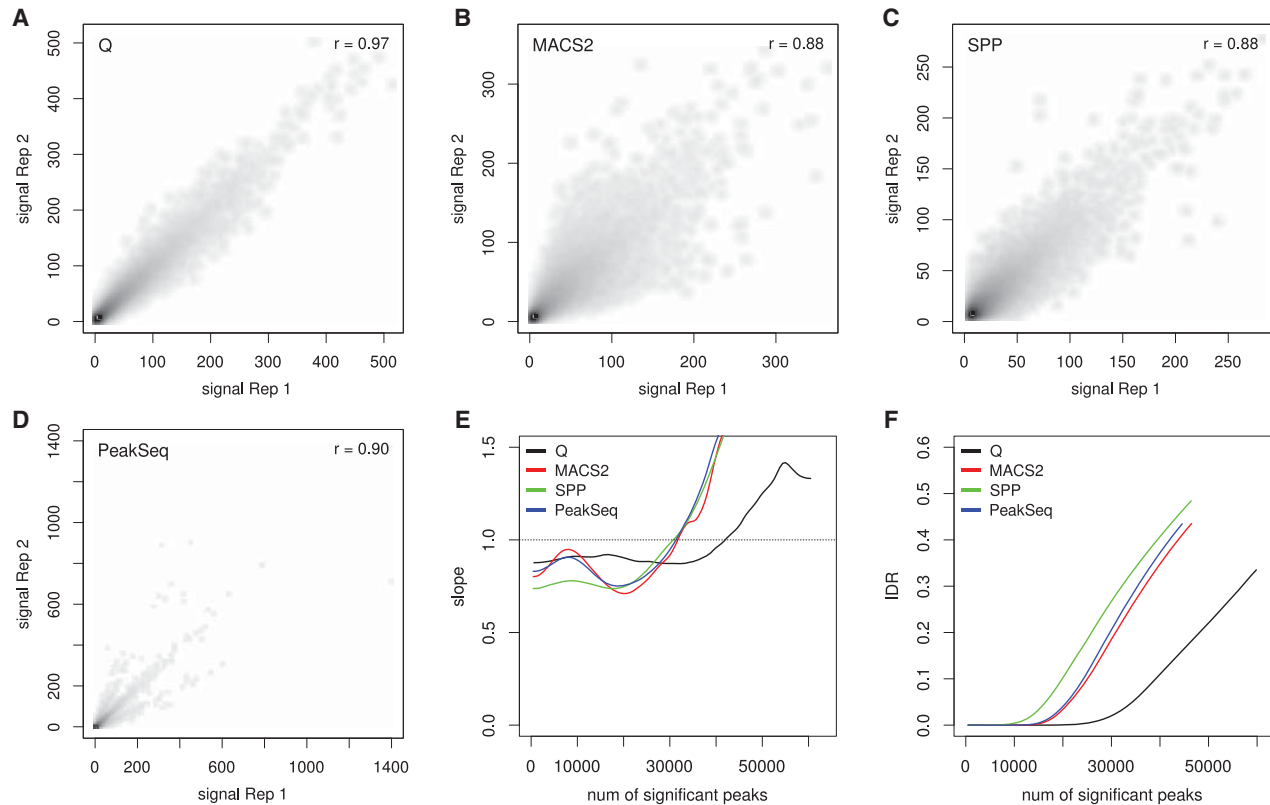 A
Q
r = 0.97
500
400
300
200
100
0
signal Rep 2
0 100 200 300 400 500
signal Rep 1
B
MACS2
r = 0.88
300
200
100
0
signal Rep 2
0 100 200 300
signal Rep 1
C
SPP
r = 0.88
250
200
150
100
50
0
signal Rep 2
0 50 100 150 200 250
signal Rep 1
D
PeakSeq
r = 0.90
1400
1000
600
200
0
signal Rep 2
0 200 600 1000 1400
signal Rep 1
E
Q
MACS2
SPP
PeakSeq
1.5
1.0
0.5
0.0
slope
0 10000 30000 50000
num of significant peaks
F
Q
MACS2
SPP
PeakSeq
0.6
0.5
0.4
0.3
0.2
0.1
0.0
IDR
0 10000 30000 50000
num of significant peaks